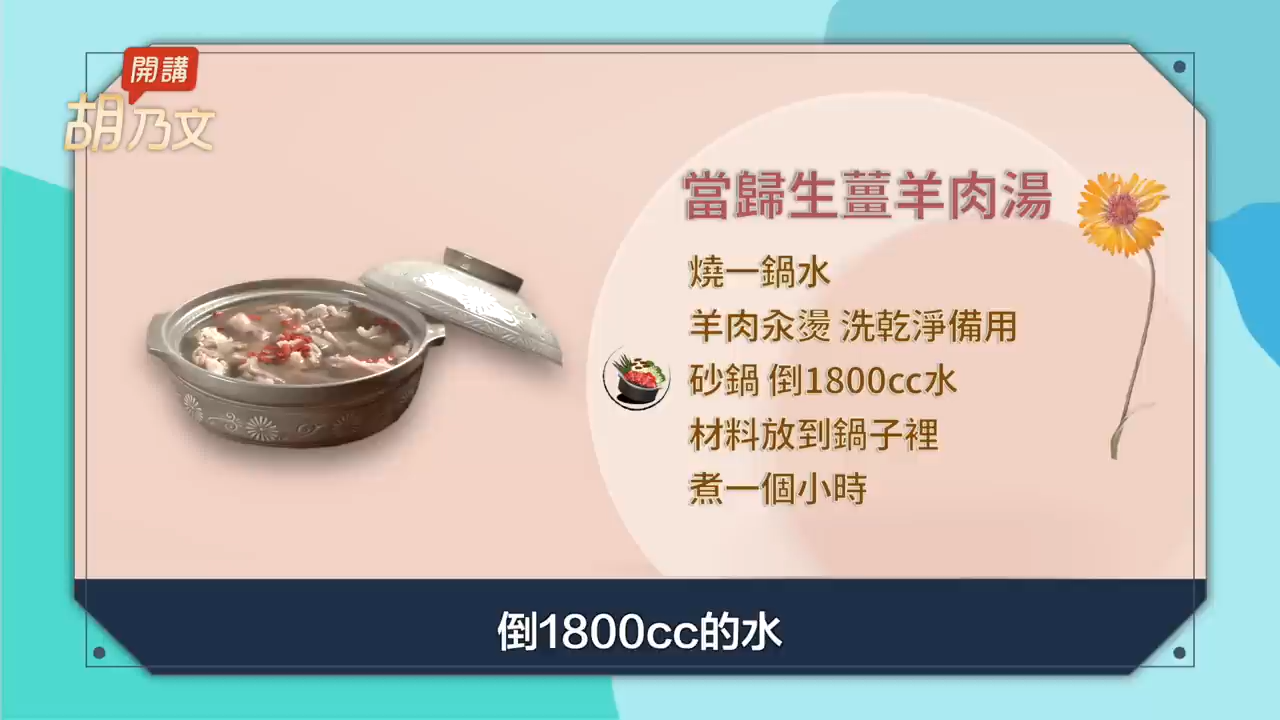 開講
胡乃文
當歸生薑羊肉湯
燒一鍋水
羊肉汆燙 洗乾淨備用
砂鍋 倒1800cc水
材料放到鍋子裡
煮一個小時
倒1800cc的水